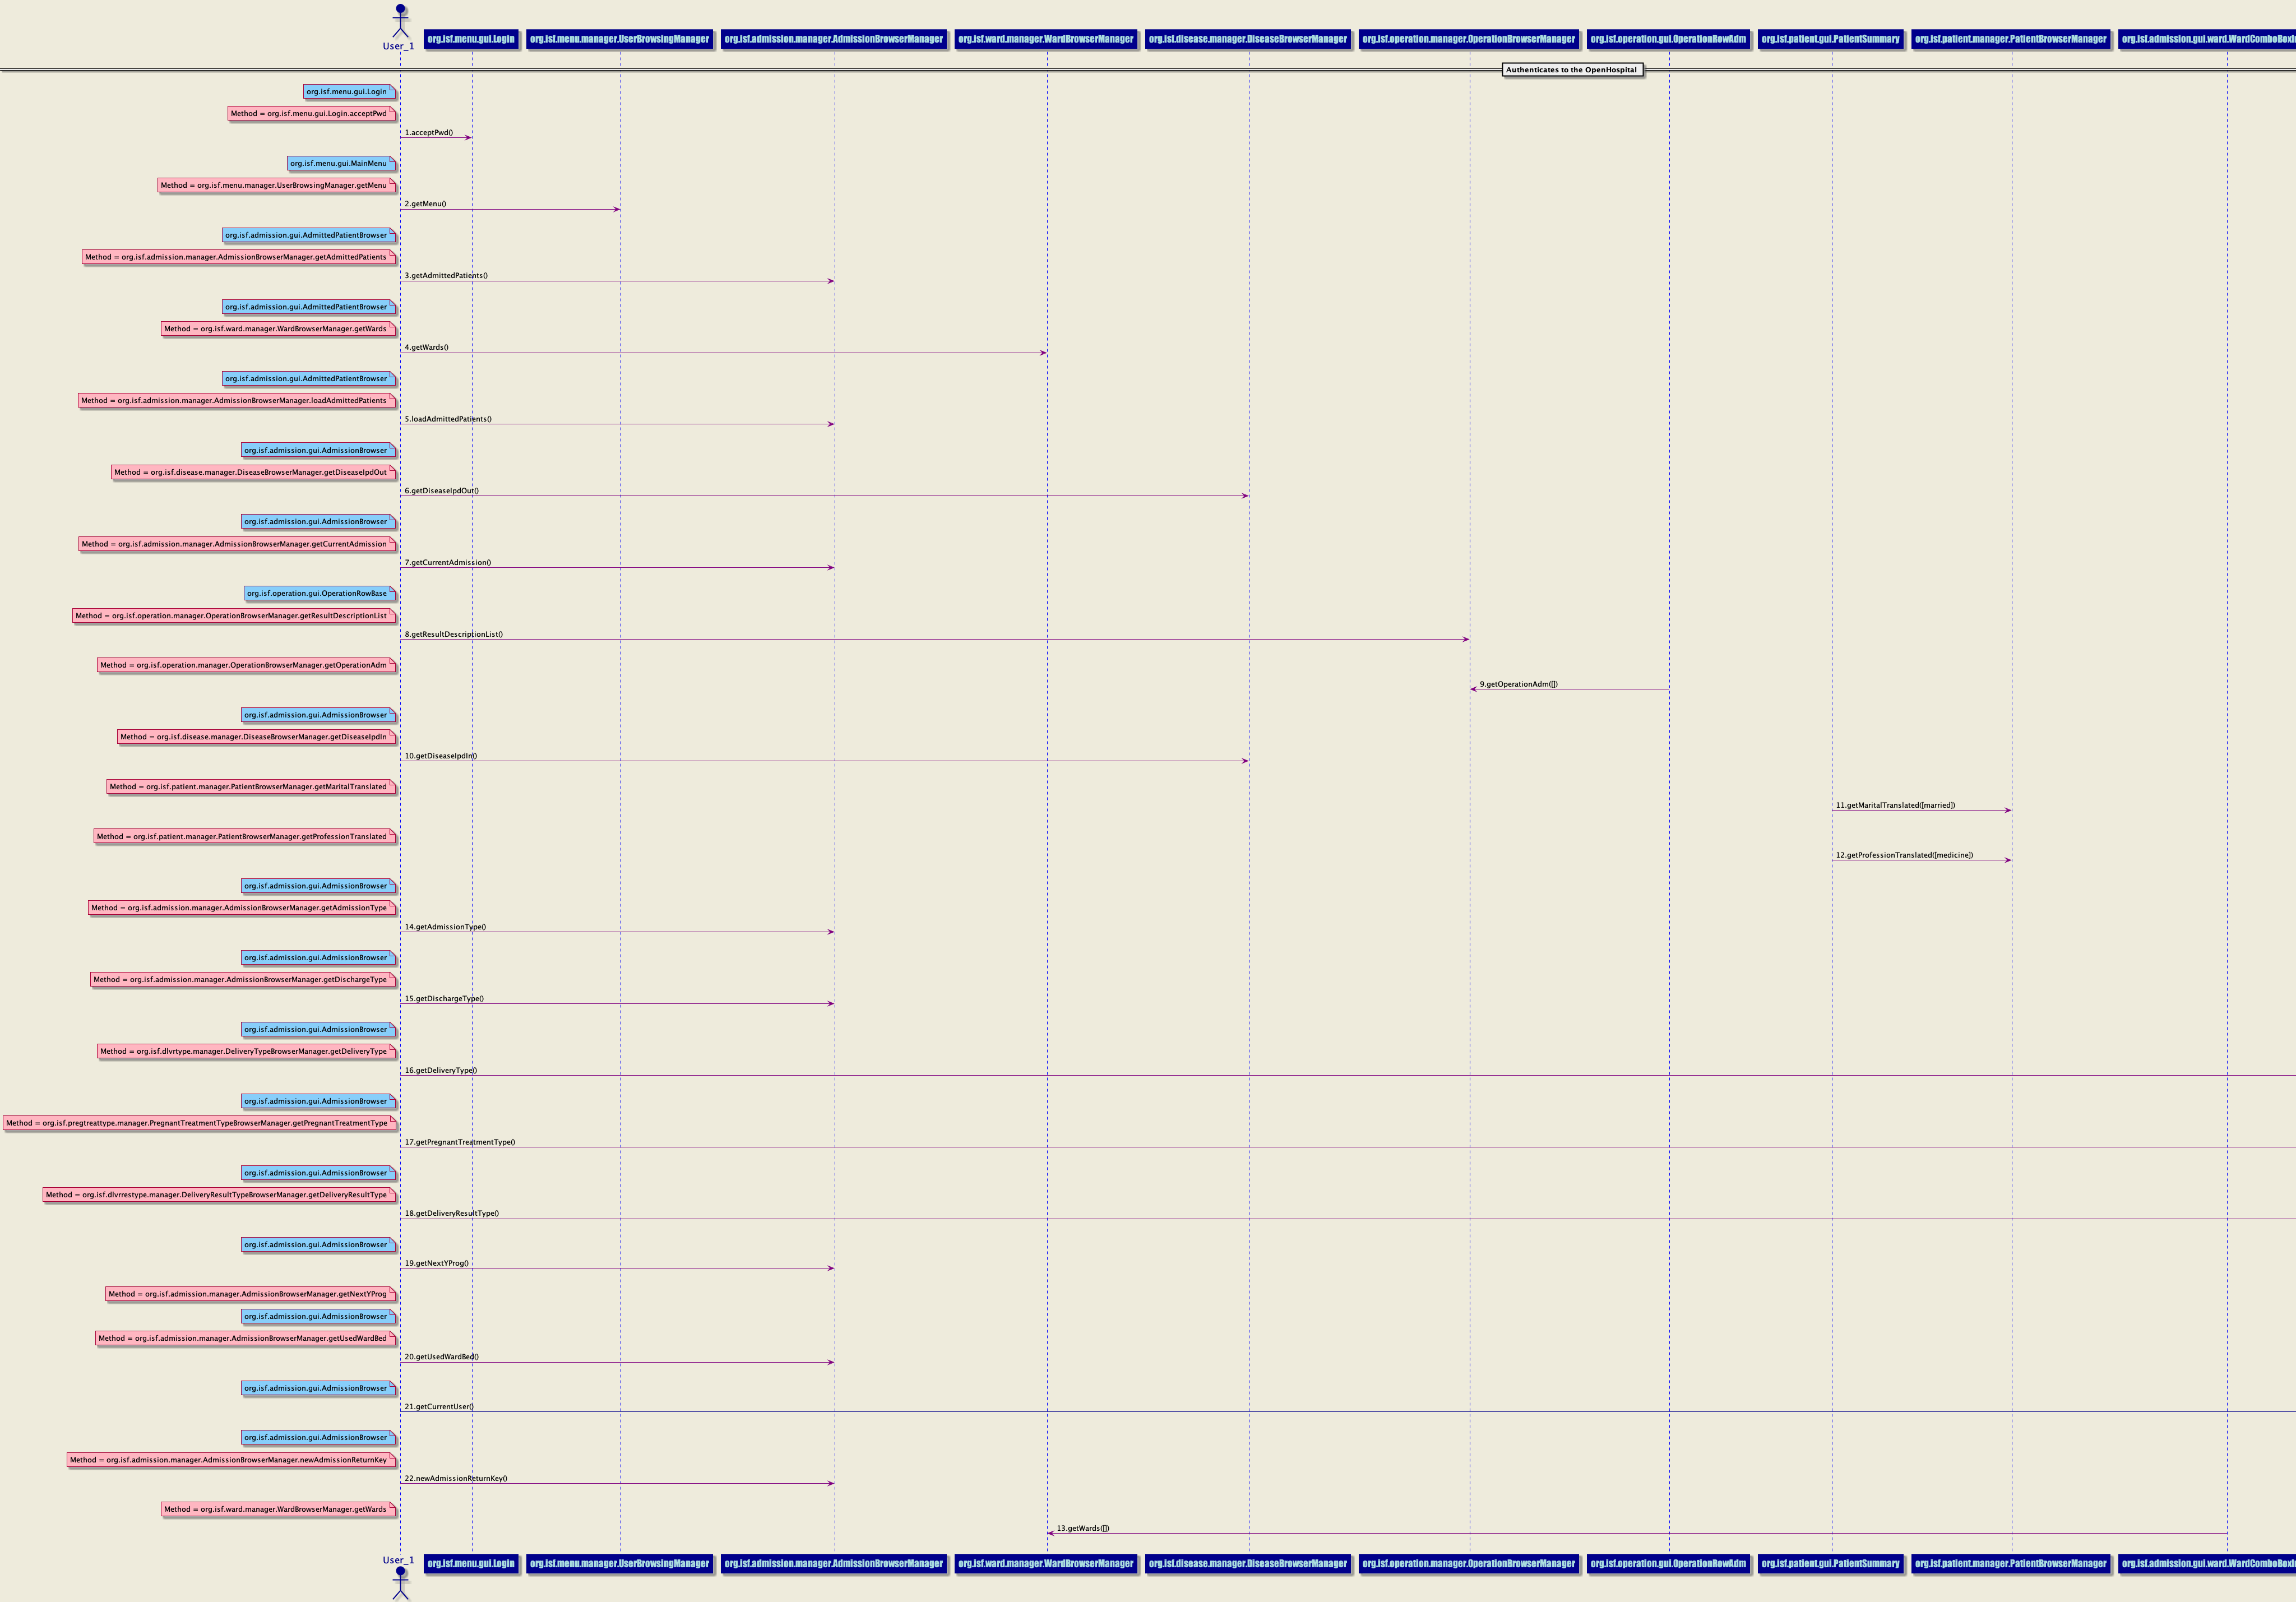 User_1
org.isf.menu.gui.Login
org.isf.menu.manager.UserBrowsingManager
org.isf.admission.manager.AdmissionBrowserManager
org.isf.ward.manager.WardBrowserManager
org.isf.disease.manager.DiseaseBrowserManager
org.isf.operation.manager.OperationBrowserManager
org.isf.operation.gui.OperationRowAdm
org.isf.patient.gui.PatientSummary
org.isf.patient.manager.PatientBrowserManager
Authenticates to the OpenHospital
org.isf.menu.gui.Login
Method = org.isf.menu.gui.Login.acceptPwd
1.acceptPwd()
org.isf.menu.gui.MainMenu
Method = org.isf.menu.manager.UserBrowsingManager.getMenu
2.getMenu()
org.isf.admission.gui.AdmittedPatientBrowser
Method = org.isf.admission.manager.AdmissionBrowserManager.getAdmittedPatients
3.getAdmittedPatients()
org.isf.admission.gui.AdmittedPatientBrowser
Method = org.isf.ward.manager.WardBrowserManager.getWards
4.getWards()
org.isf.admission.gui.AdmittedPatientBrowser
Method = org.isf.admission.manager.AdmissionBrowserManager.loadAdmittedPatients
5.loadAdmittedPatients()
org.isf.admission.gui.AdmissionBrowser
Method = org.isf.disease.manager.DiseaseBrowserManager.getDiseaseIpdOut
6.getDiseaseIpdOut()
org.isf.admission.gui.AdmissionBrowser
Method = org.isf.admission.manager.AdmissionBrowserManager.getCurrentAdmission
7.getCurrentAdmission()
org.isf.operation.gui.OperationRowBase
Method = org.isf.operation.manager.OperationBrowserManager.getResultDescriptionList
8.getResultDescriptionList()
Method = org.isf.operation.manager.OperationBrowserManager.getOperationAdm
9.getOperationAdm([])
org.isf.admission.gui.AdmissionBrowser
Method = org.isf.disease.manager.DiseaseBrowserManager.getDiseaseIpdIn
10.getDiseaseIpdIn()
Method = org.isf.patient.manager.PatientBrowserManager.getMaritalTranslated
11.getMaritalTranslated([married])
Method = org.isf.patient.manager.PatientBrowserManager.getProfessionTranslated
12.getProfessionTranslated([medicine])
org.isf.admission.gui.AdmissionBrowser
Method = org.isf.admission.manager.AdmissionBrowserManager.getAdmissionType
14.getAdmissionType()
org.isf.admission.gui.AdmissionBrowser
Method = org.isf.admission.manager.AdmissionBrowserManager.getDischargeType
15.getDischargeType()
org.isf.admission.gui.AdmissionBrowser
Method = org.isf.dlvrtype.manager.DeliveryTypeBrowserManager.getDeliveryType
16.getDeliveryType()
org.isf.admission.gui.AdmissionBrowser
Method = org.isf.pregtreattype.manager.PregnantTreatmentTypeBrowserManager.getPregnantTreatmentType
17.getPregnantTreatmentType()
org.isf.admission.gui.AdmissionBrowser
Method = org.isf.dlvrrestype.manager.DeliveryResultTypeBrowserManager.getDeliveryResultType
18.getDeliveryResultType()
org.isf.admission.gui.AdmissionBrowser
19.getNextYProg()
Method = org.isf.admission.manager.AdmissionBrowserManager.getNextYProg
org.isf.admission.gui.AdmissionBrowser
Method = org.isf.admission.manager.AdmissionBrowserManager.getUsedWardBed
20.getUsedWardBed()
org.isf.admission.gui.AdmissionBrowser
21.getCurrentUser()
org.isf.admission.gui.AdmissionBrowser
Method = org.isf.admission.manager.AdmissionBrowserManager.newAdmissionReturnKey
22.newAdmissionReturnKey()
Method = org.isf.ward.manager.WardBrowserManager.getWards
13.getWards([])
User_1
org.isf.menu.gui.Login
org.isf.menu.manager.UserBrowsingManager
org.isf.admission.manager.AdmissionBrowserManager
org.isf.ward.manager.WardBrowserManager
org.isf.disease.manager.DiseaseBrowserManager
org.isf.operation.manager.OperationBrowserManager
org.isf.operation.gui.OperationRowAdm
org.isf.patient.gui.PatientSummary
org.isf.patient.manager.PatientBrowserManager